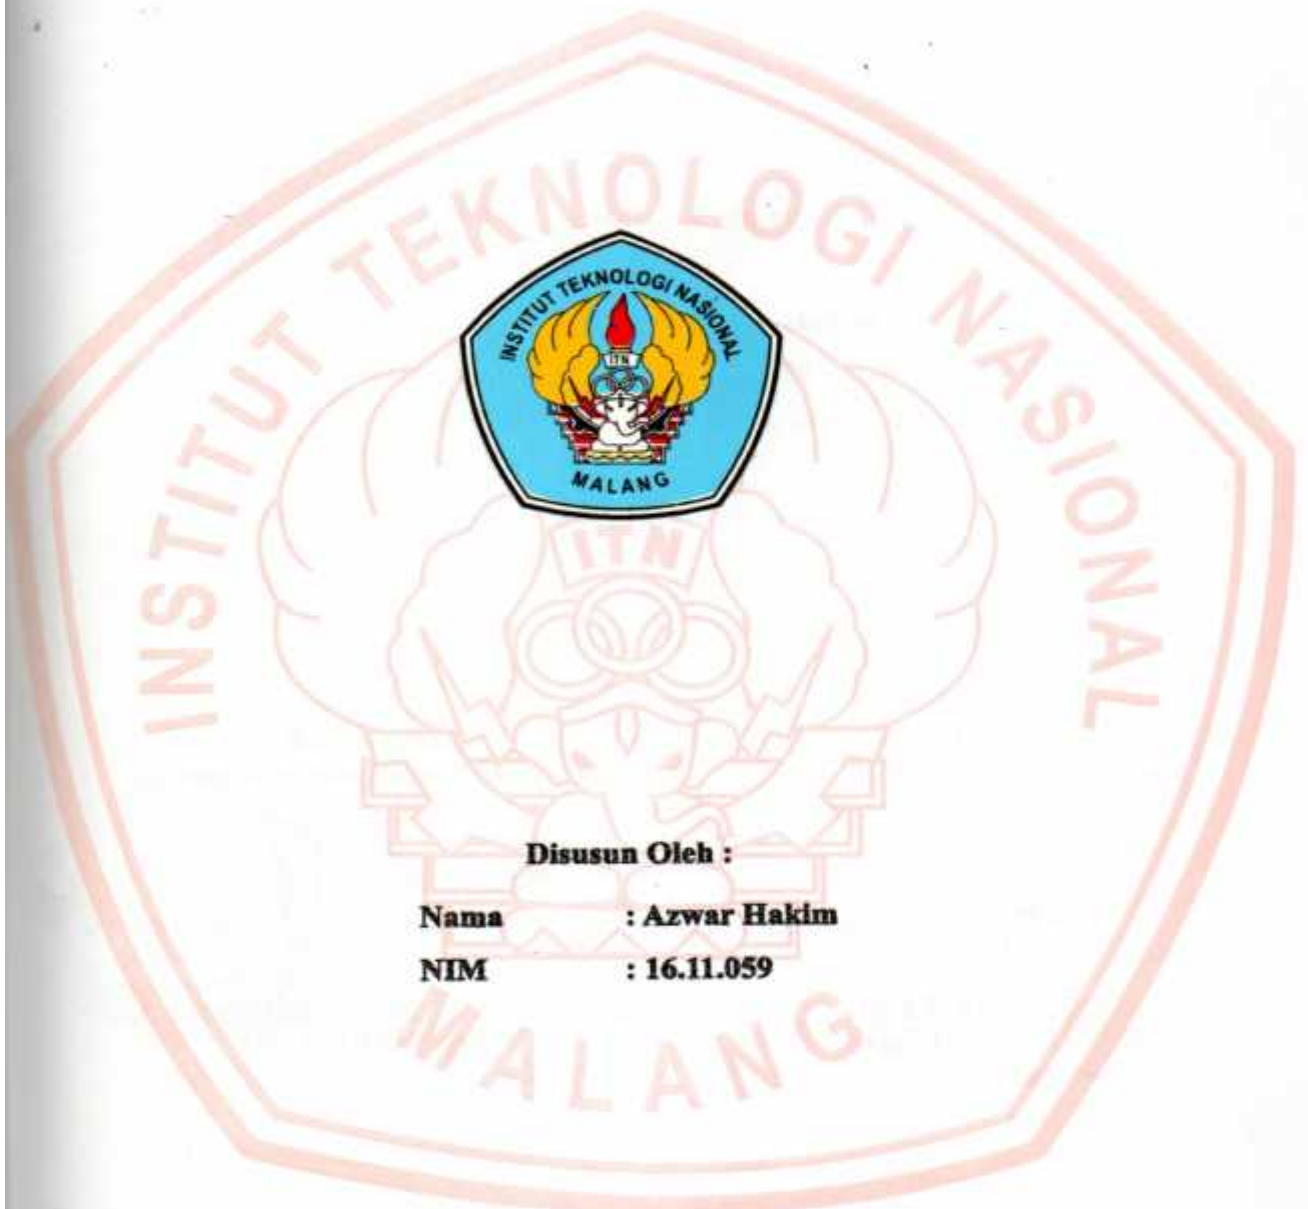 INSTITUT TEKNOLOGI NASIONAL
ITN
MALANG
INSTITUT TEKNOLOGI NASIONAL
ITN
MALANG
Disusun Oleh :
Nama : Azwar Hakim
NIM : 16.11.059